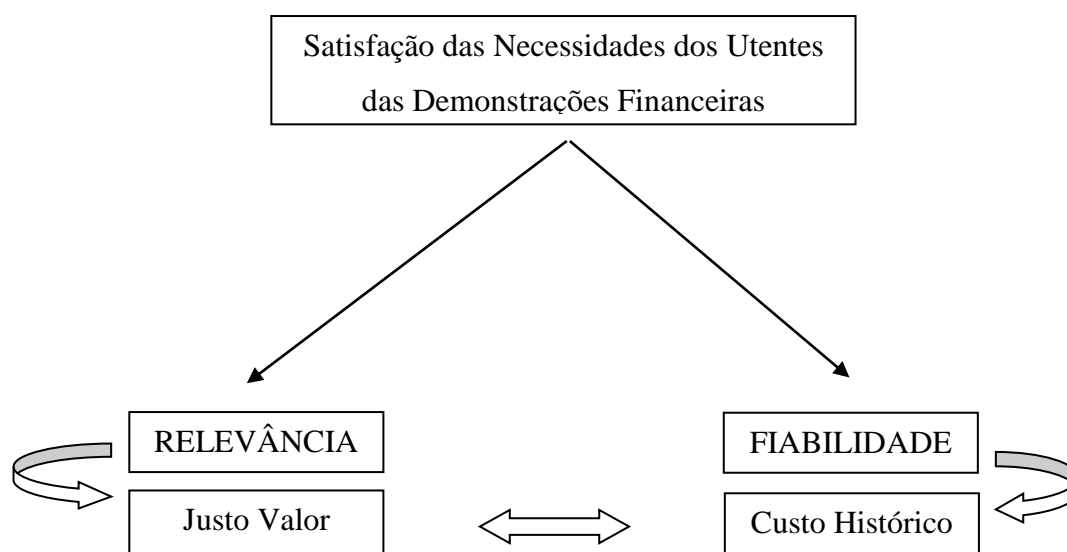 Satisfação das Necessidades dos Utentes
das Demonstrações Financeiras
RELEVÂNCIA
FIABILIDADE
Justo Valor
Custo Histórico